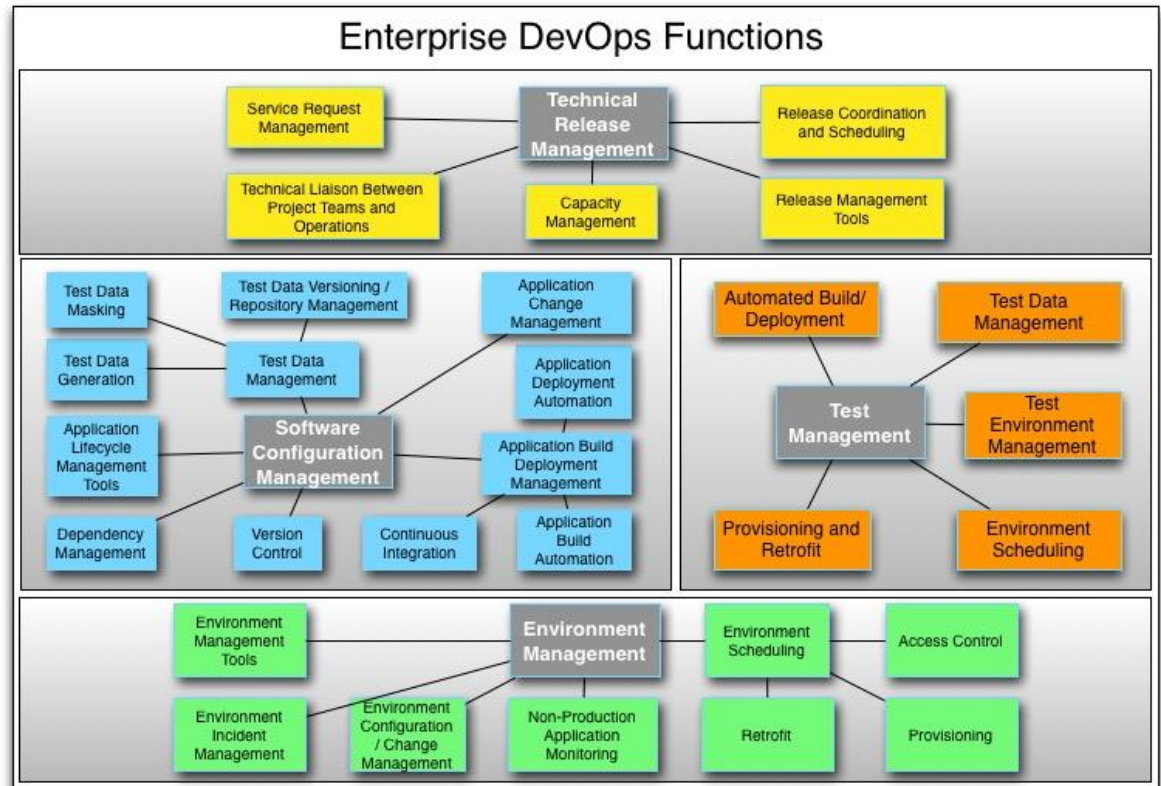 Enterprise DevOps Functions
Service Request
Management
Technical
Release
Management
Release Coordination
and Scheduling
Technical Liaison Between
Project Teams and
Operations
Capacity
Management
Release Management
Tools
Test Data
Masking
Test Data Versioning /
Repository Management
Application
Change
Management
Test Data
Generation
Test Data
Management
Application
Deployment
Automation
Application
Lifecycle
Management
Tools
Software
Configuration
Management
Application Build
Deployment
Management
Dependency
Management
Version
Control
Continuous
Integration
Application
Build
Automation
Automated Build/
Deployment
Test Data
Management
Test
Management
Test
Environment
Management
Provisioning and
Retrofit
Environment
Scheduling
Environment
Management
Tools
Environment
Management
Environment
Scheduling
Access Control
Environment
Incident
Management
Environment
Configuration
/ Change
Management
Non-Production
Application
Monitoring
Retrofit
Provisioning